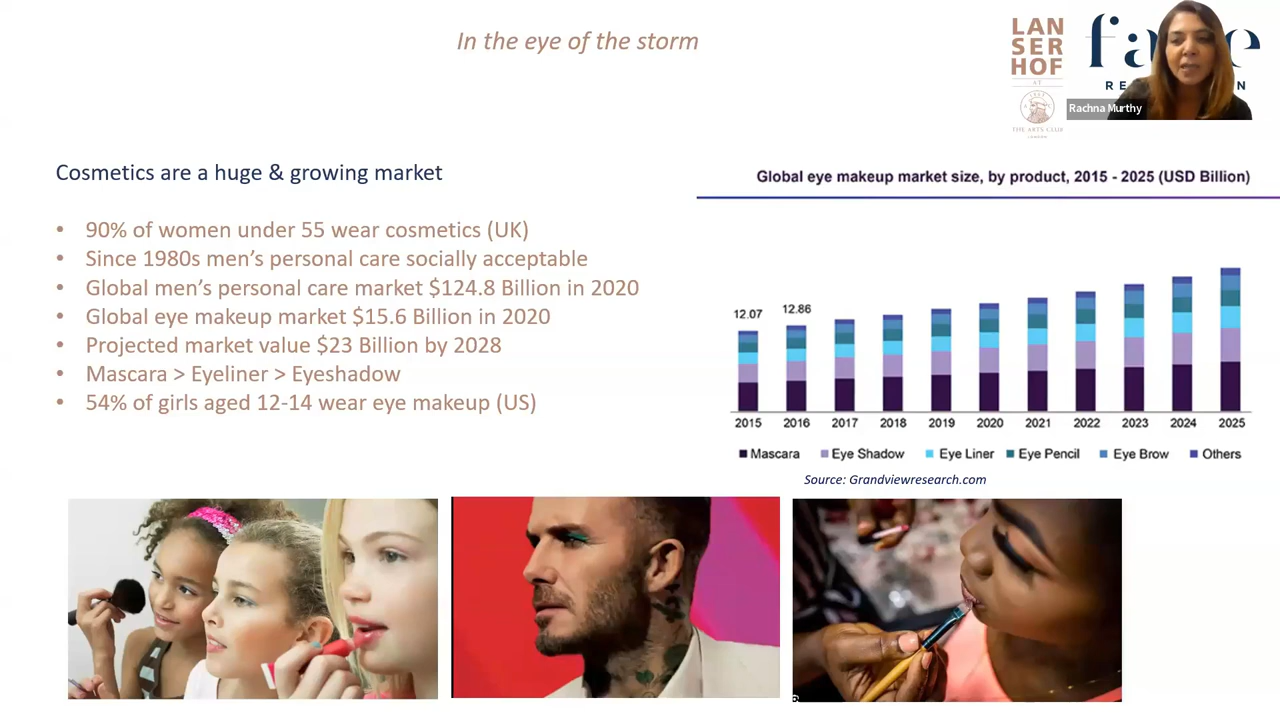 In the eye of the storm
LAN
SER
HOF
AT
THE ARTS CLUB
Rachna Murthy
Cosmetics are a huge & growing market
• 90% of women under 55 wear cosmetics (UK)
• Since 1980s men's personal care socially acceptable
• Global men's personal care market $124.8 Billion in 2020
• Global eye makeup market $15.6 Billion in 2020
• Projected market value $23 Billion by 2028
• Mascara > Eyeliner > Eyeshadow
• 54% of girls aged 12-14 wear eye makeup (US)
Global eye makeup market size, by product, 2015 - 2025 (USD Billion)
12.07 12.86
2015 2016 2017 2018 2019 2020 2021 2022 2023 2024 2025
Mascara Eye Shadow Eye Liner Eye Pencil Eye Brow Others
Source: Grandviewresearch.com